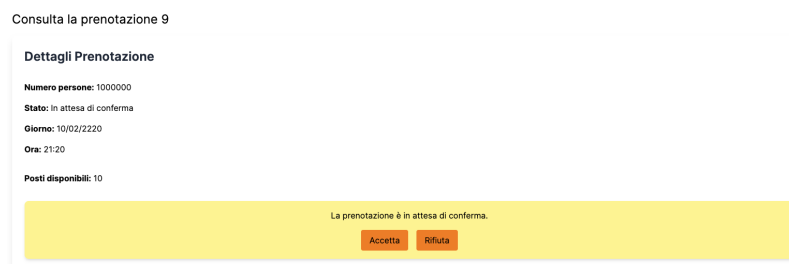 Consulta la prenotazione 9
Dettagli Prenotazione
Numero persone: 1000000
Stato: In attesa di conferma
Giorno: 10/02/2220
Ora: 21:20
Posti disponibili: 10
La prenotazione è in attesa di conferma.
Accetta Rifiuta